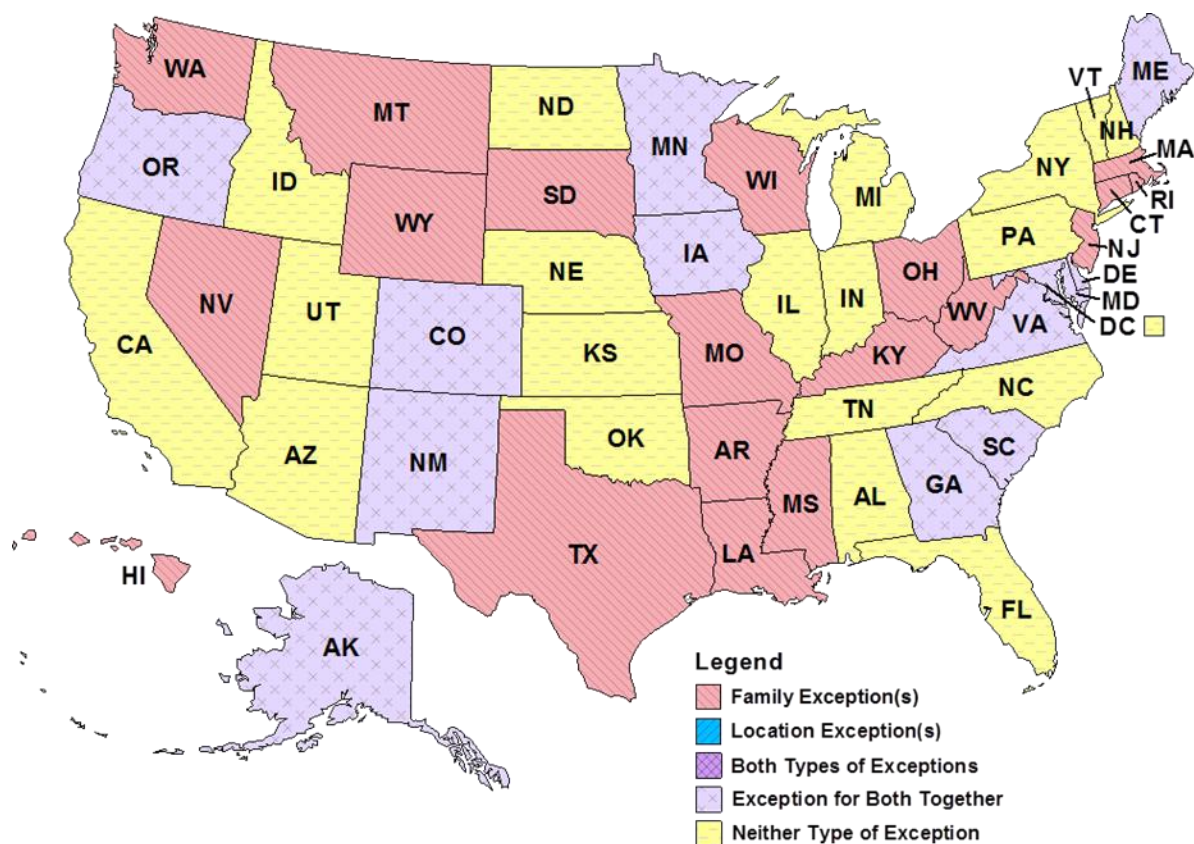 WA
MT
ND
MN
ME
VT
NH
OR
ID
SD
WI
NY
MA
WY
MI
RI
CT
IA
PA
NJ
NE
OH
DE
NV
UT
IL
IN
MD
CO
WV
VA
DC
CA
KS
MO
KY
NC
TN
AZ
NM
OK
AR
SC
GA
MS
AL
TX
LA
HI
FL
AK
Legend
Family Exception(s)
Location Exception(s)
Both Types of Exceptions
Exception for Both Together
Neither Type of Exception